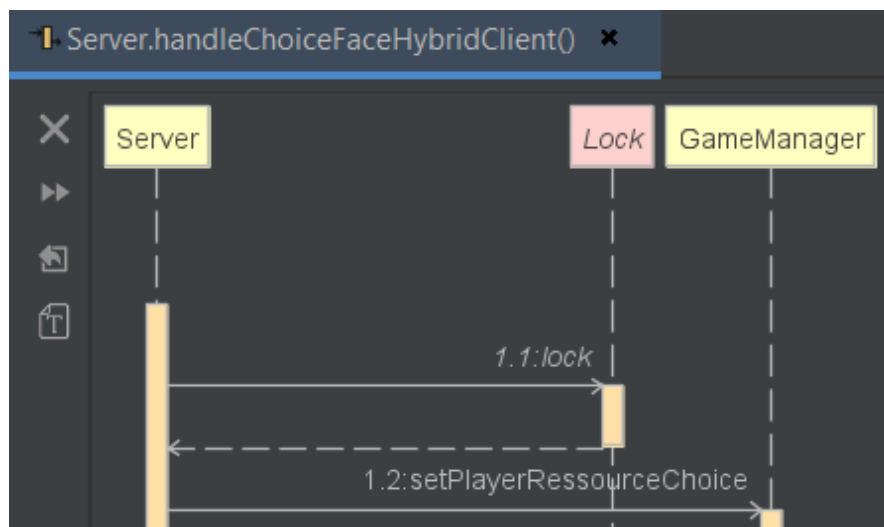 Server.handleChoiceFaceHybridClient()
Server
Lock
GameManager
1.1:lock
1.2:setPlayerRessourceChoice